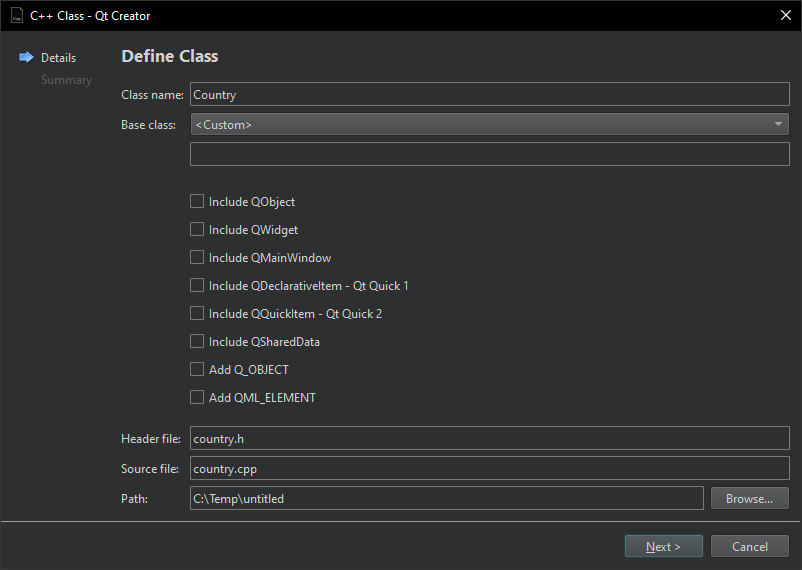 C++ Class - Qt Creator
Details
Summary
Define Class
Class name: Country
Base class: <Custom>
Include QObject
Include QWidget
Include QMainWindow
Include QDeclarativeItem - Qt Quick 1
Include QQuickItem - Qt Quick 2
Include QSharedData
Add Q_OBJECT
Add QML_ELEMENT
Header file: country.h
Source file: country.cpp
Path: C:\Temp\untitled Browse...
Next > Cancel